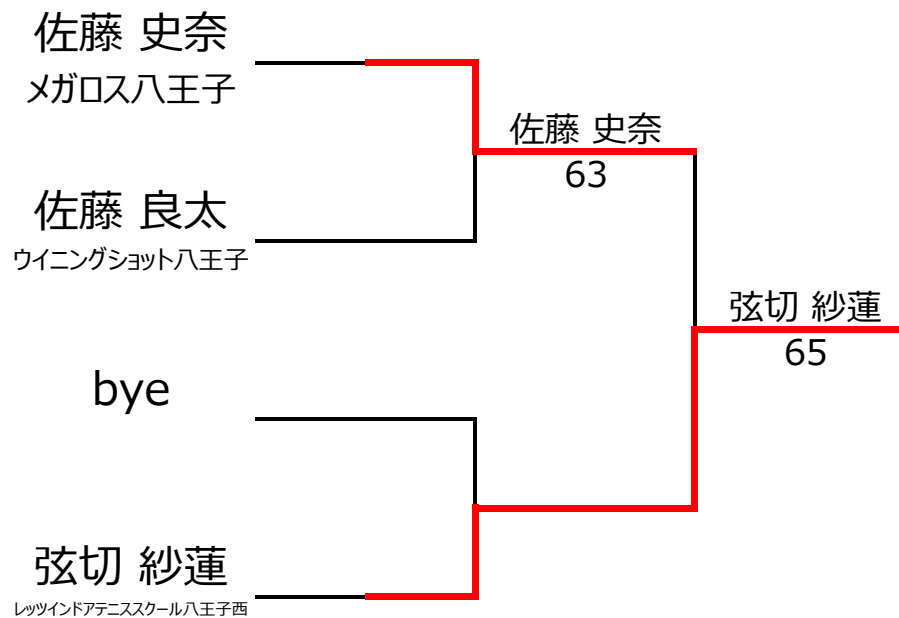 佐藤 史奈
メガロス八王子
佐藤 史奈
63
佐藤 良太
ウイニングショット八王子
弦切 紗蓮
65
bye
弦切 紗蓮
レッツインドアテニススクール八王子西